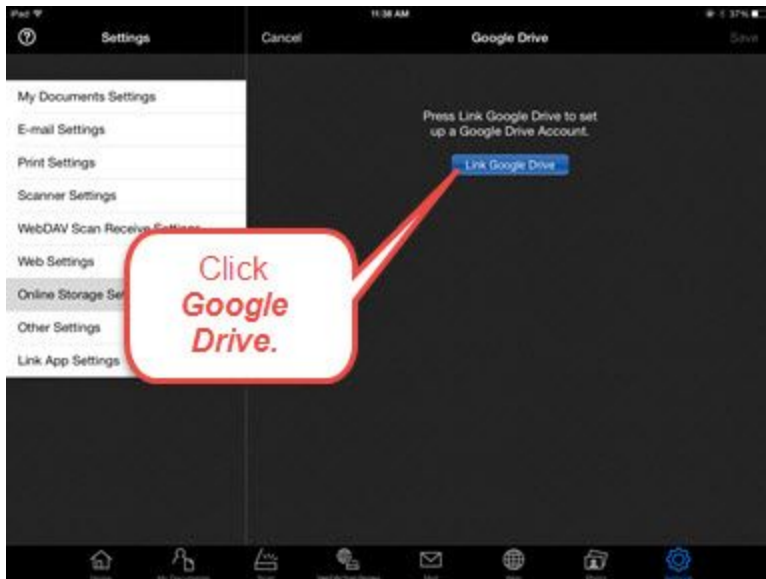 iPad 11:38 AM 37%
Settings
Cancel
Google Drive
Save
My Documents Settings
E-mail Settings
Print Settings
Scanner Settings
WebDAV Scan Receive Settings
Web Settings
Online Storage Set
Other Settings
Link App Settings
Press Link Google Drive to set
up a Google Drive Account.
Link Google Drive
Click
Google
Drive.